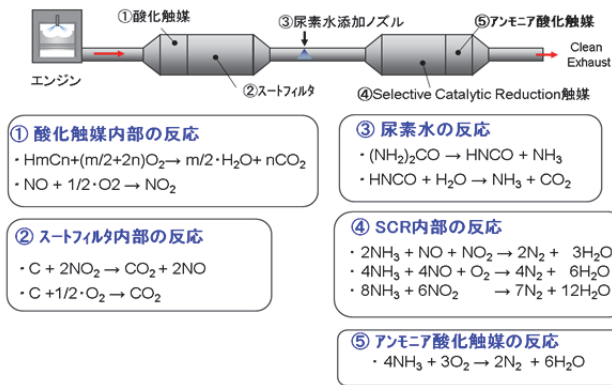 ①酸化触媒
③尿素水添加ノズル
⑤アンモニア酸化触媒
エンジン
②スートフィルタ
④Selective Catalytic Reduction触媒
Clean
Exhaust
① 酸化触媒内部の反応
・HmCn+(m/2+2n)O₂→ m/2・H₂O+ nCO₂
・NO + 1/2・O2→ NO₂
② スートフィルタ内部の反応
・C + 2NO₂ → CO₂ + 2NO
・C +1/2・O₂ → CO₂
③ 尿素水の反応
・(NH₂)₂CO → HNCO + NH₃
・HNCO + H₂O → NH₃ + CO₂
④ SCR内部の反応
・2NH₃ + NO + NO₂ → 2N₂ + 3H₂O
・4NH₃ + 4NO + O₂ → 4N₂ + 6H₂O
・8NH₃ + 6NO₂ → 7N₂ + 12H₂O
⑤ アンモニア酸化触媒の反応
・4NH₃ + 3O₂ → 2N₂ + 6H₂O